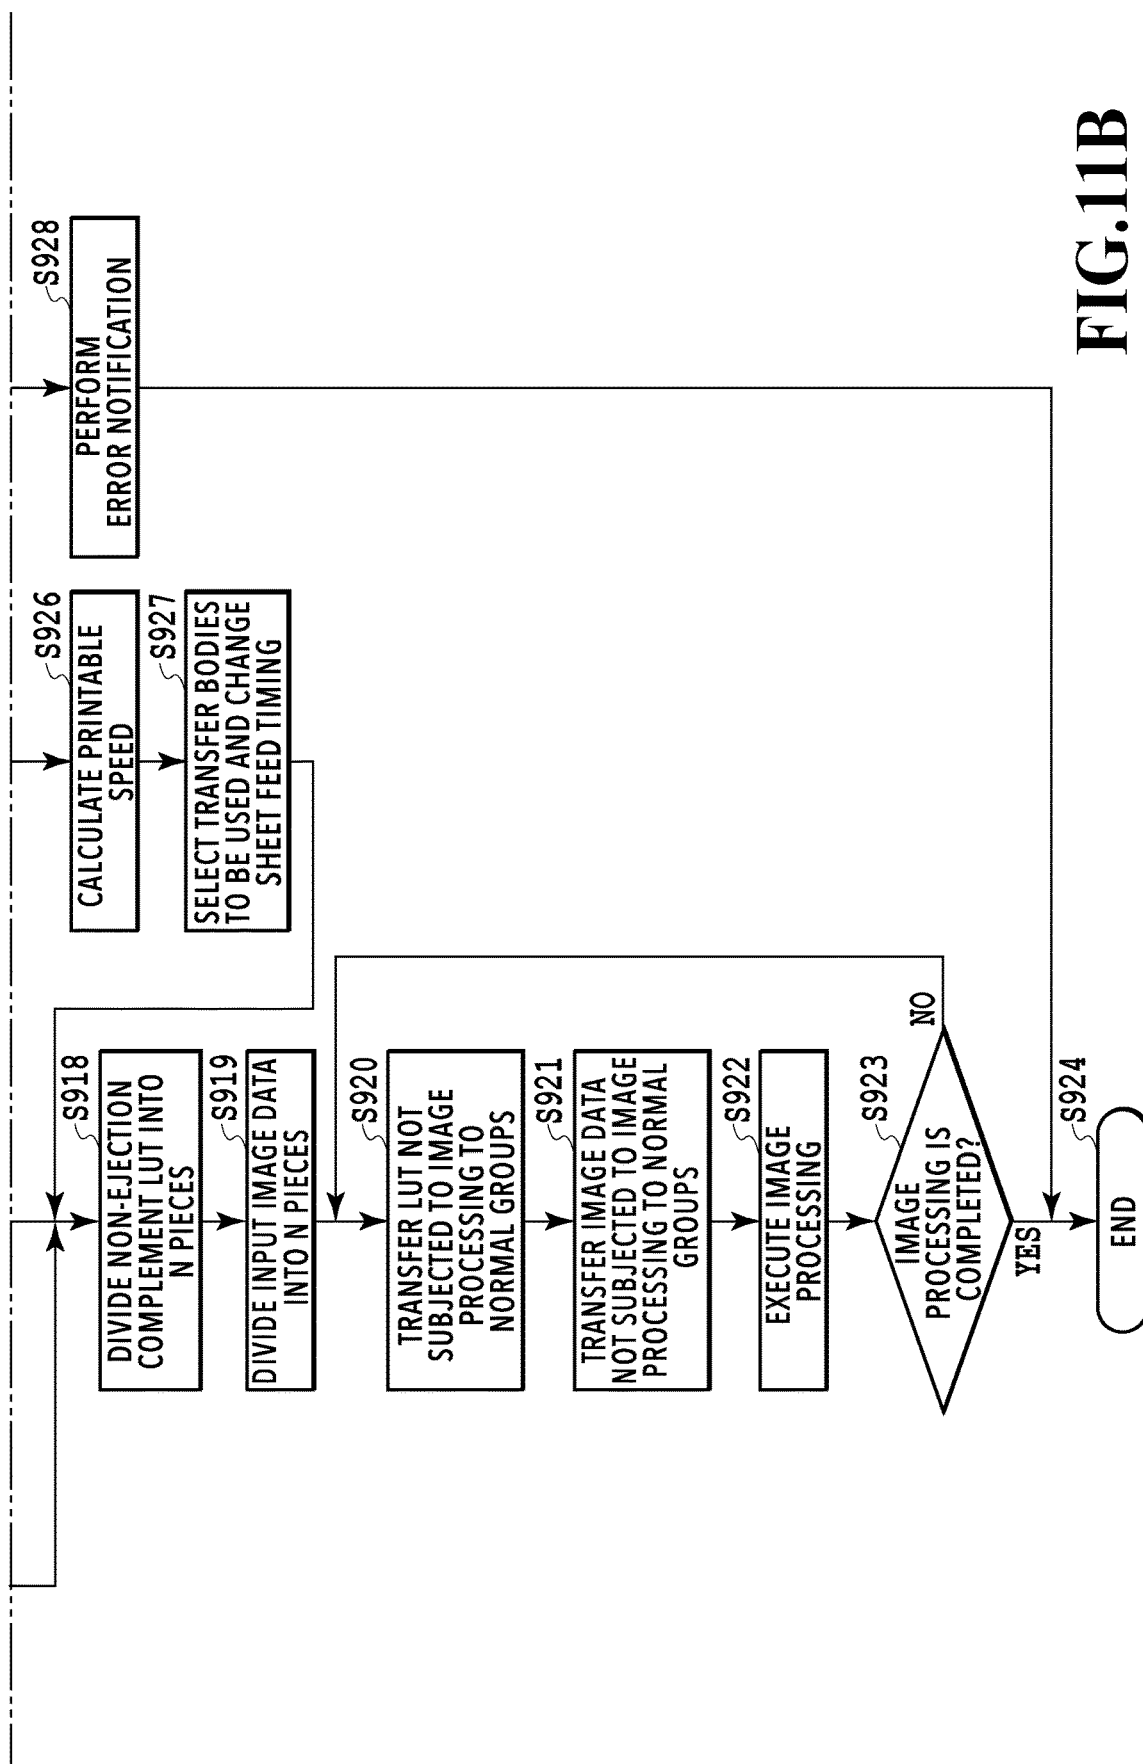 S918
DIVIDE NON-EJECTION
COMPLEMENT LUT INTO
N PIECES
S919
DIVIDE INPUT IMAGE DATA
INTO N PIECES
S920
TRANSFER LUT NOT
SUBJECTED TO IMAGE
PROCESSING TO
NORMAL GROUPS
S921
TRANSFER IMAGE DATA
NOT SUBJECTED TO IMAGE
PROCESSING TO NORMAL
GROUPS
S922
EXECUTE IMAGE
PROCESSING
S923
IMAGE
PROCESSING IS
COMPLETED?
NO
YES
S924
END
S926
CALCULATE PRINTABLE
SPEED
S927
SELECT TRANSFER BODIES
TO BE USED AND CHANGE
SHEET FEED TIMING
S928
PERFORM
ERROR NOTIFICATION
FIG.11B